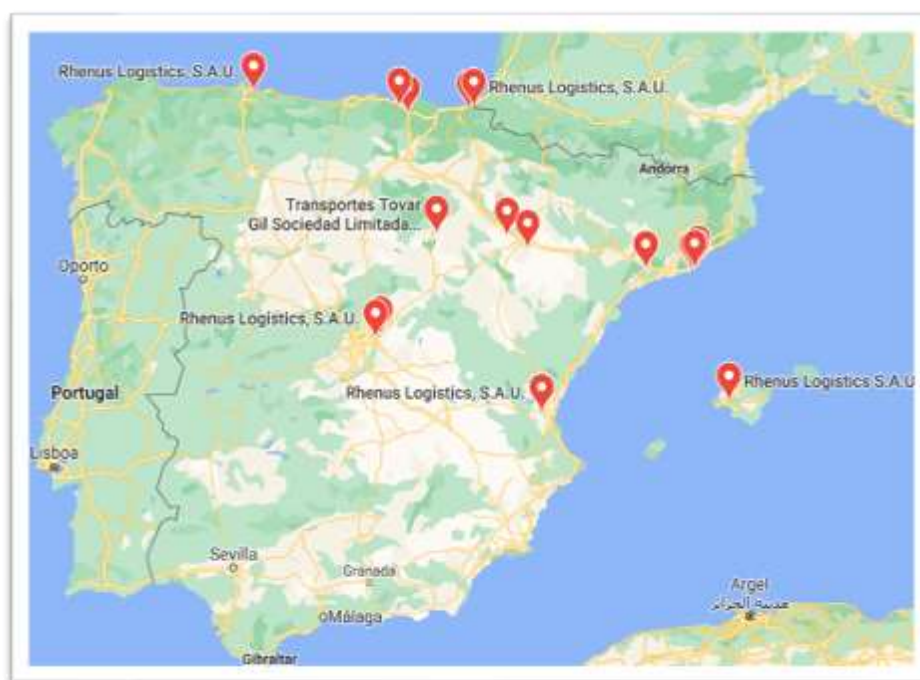 Rhenus Logistics, S.A.U.
Rhenus Logistics, S.A.U.
Andorra
Transportes Tovar
Gil Sociedad Limitada...
Oporto
Rhenus Logistics, S.A.U.
Portugal
Rhenus Logistics, S.A.U.
Rhenus Logistics S.A.U
Lisboa
Sevilla
Granada
Málaga
Argel
مدينة الجزائر
Gibraltar